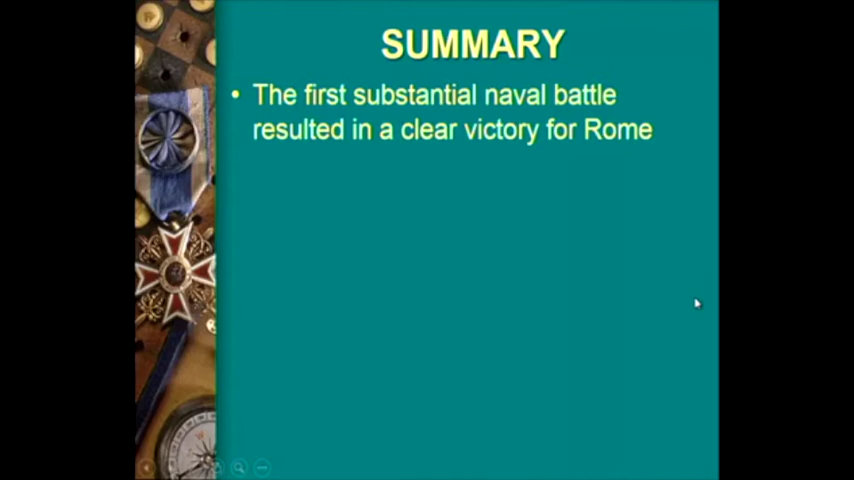 SUMMARY
• The first substantial naval battle
resulted in a clear victory for Rome